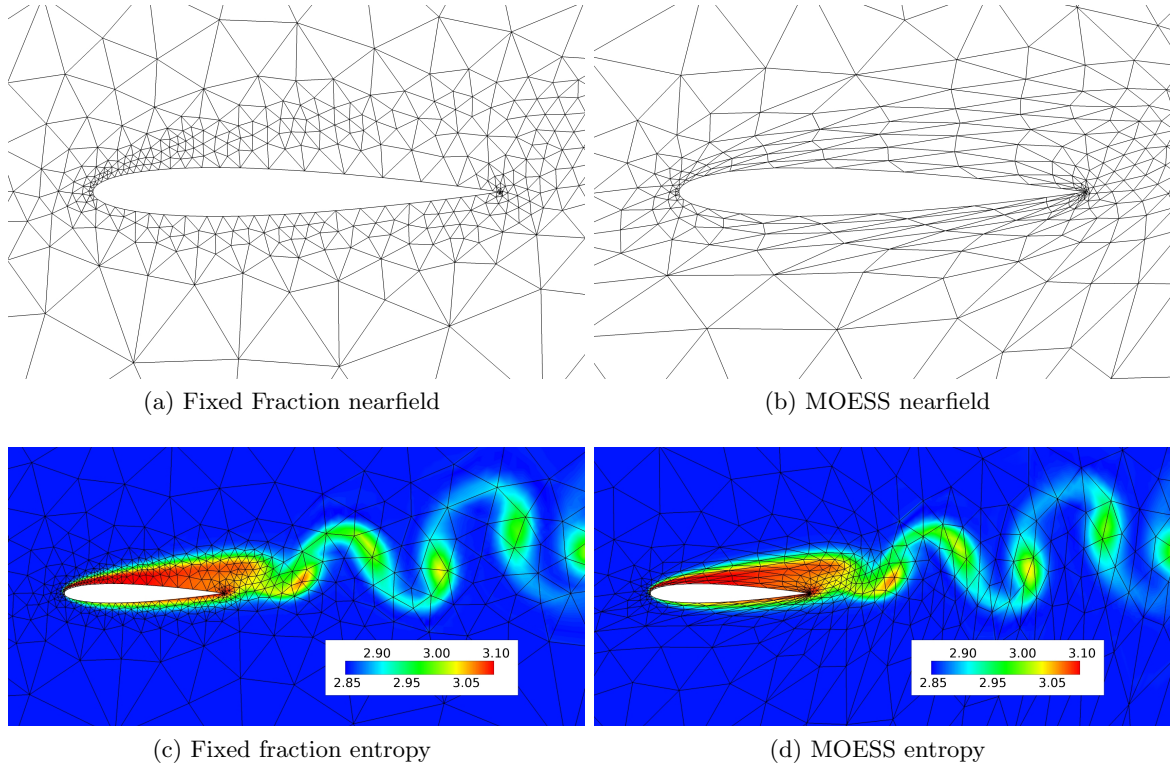 (a) Fixed Fraction nearfield
(b) MOESS nearfield
2.90 3.00 3.10
2.85 2.95 3.05
2.90 3.00 3.10
2.85 2.95 3.05
(c) Fixed fraction entropy
(d) MOESS entropy